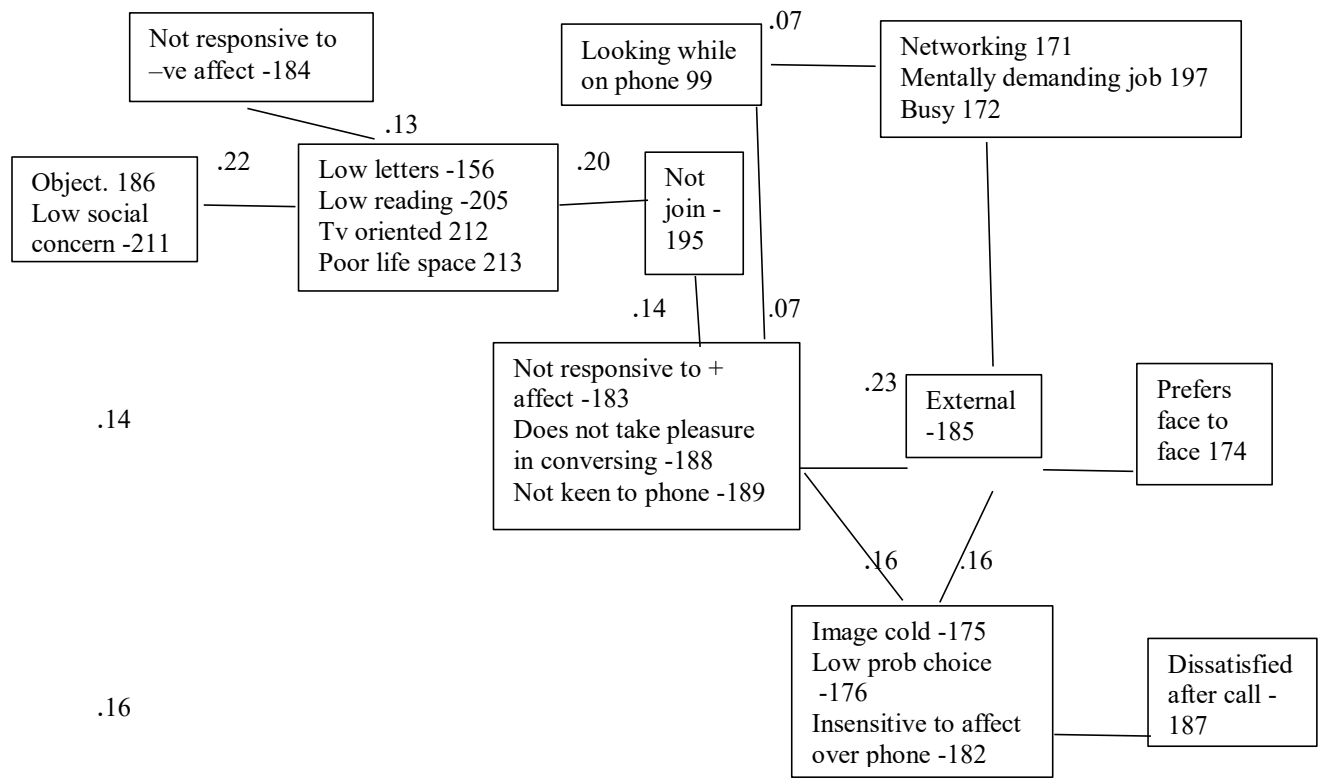 .07
Not responsive to
–ve affect -184
Looking while
on phone 99
Networking 171
Mentally demanding job 197
Busy 172
.13
.22
.20
Object. 186
Low social
concern -211
Low letters -156
Low reading -205
Tv oriented 212
Poor life space 213
Not
join -
195
.14
.07
Not responsive to +
affect -183
Does not take pleasure
in conversing -188
Not keen to phone -189
.23
External
-185
Prefers
face to
face 174
.14
.16
.16
Image cold -175
Low prob choice
-176
Insensitive to affect
over phone -182
Dissatisfied
after call -
187
.16